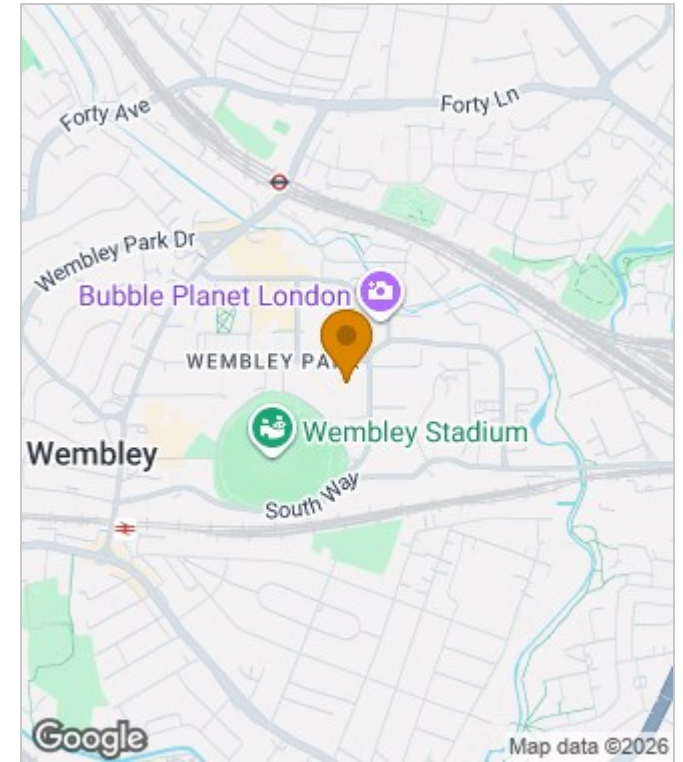 Forty Ave
Forty Ln
Wembley Park Dr
Bubble Planet London
WEMBLEY PA
Wembley Stadium
Wembley
South Way
Google
Map data ©2026